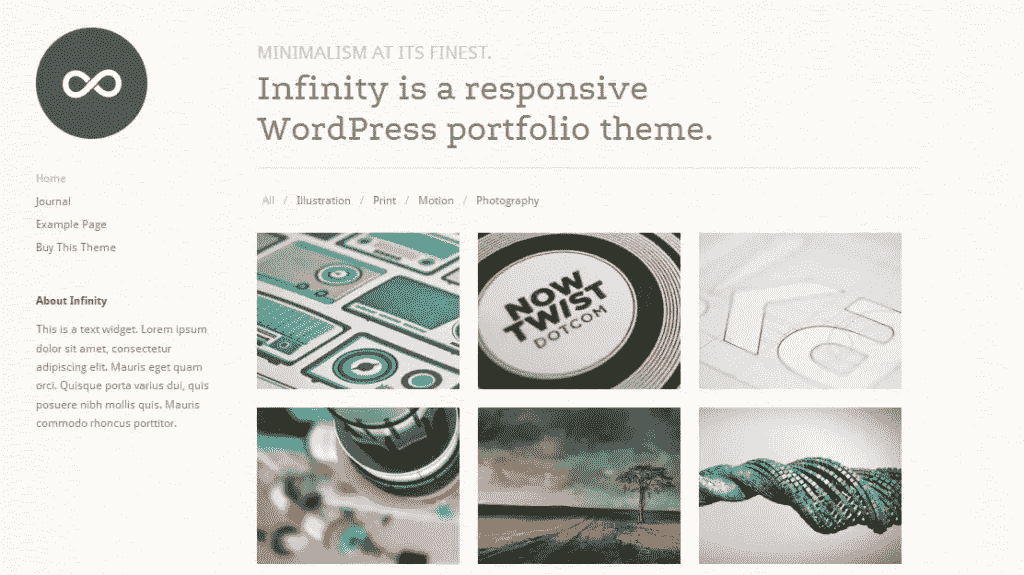 MINIMALISM AT ITS FINEST.
Infinity is a responsive
WordPress portfolio theme.
Home
Journal
Example Page
Buy This Theme
About Infinity
This is a text widget. Lorem ipsum
dolor sit amet, consectetur
adipiscing elit. Mauris eget quam
orci. Quisque porta varius dui, quis
posuere nibh mollis quis. Mauris
commodo rhoncus porttitor.
All / Illustration / Print / Motion / Photography
NOW
TWIST
DOTCOM